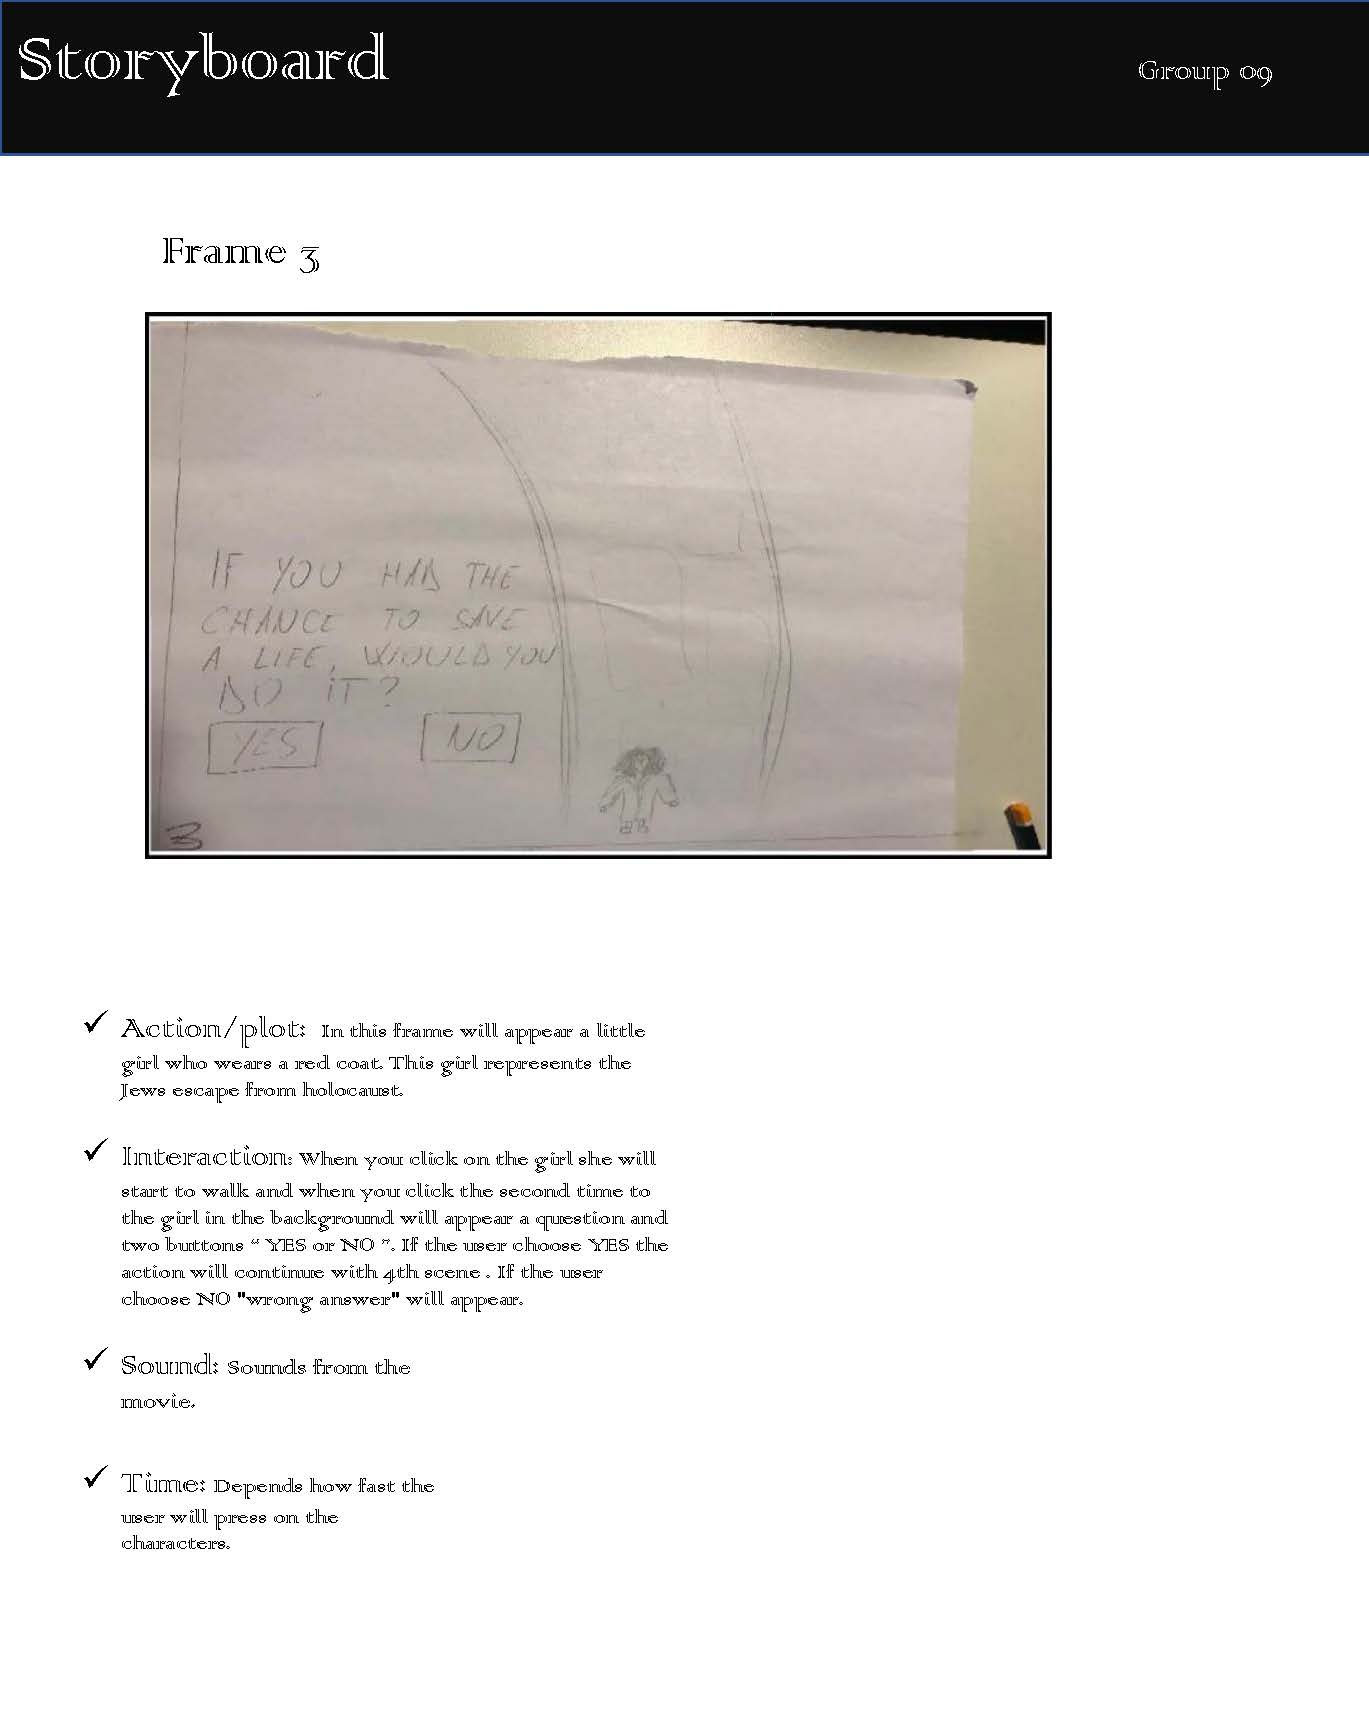 Storyboard
Group 09
Frame 3
IF YOU HAD THE
CHANCE TO SAVE
A LIFE, WOULD YOU
DO IT?
YES NO
3
Action/plot: In this frame will appear a little
girl who wears a red coat. This girl represents the
Jews escape from holocaust.
Interaction: When you click on the girl she will
start to walk and when you click the second time to
the girl in the background will appear a question and
two buttons “ YES or NO ”. If the user choose YES the
action will continue with 4th scene . If the user
choose NO "wrong answer" will appear.
Sound: Sounds from the
movie.
Time: Depends how fast the
user will press on the
characters.